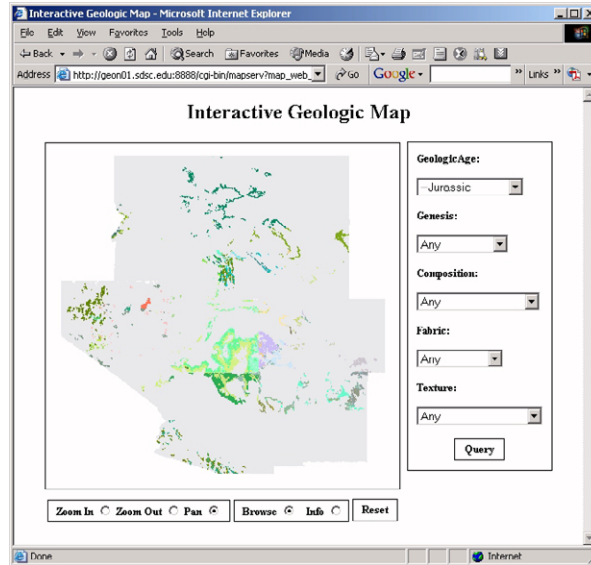 Interactive Geologic Map - Microsoft Internet Explorer
File Edit View Favorites Tools Help
Back Search Favorites Media
Address http://geon01.sdsc.edu:8888/cgi-bin/mapserv?map_web_ Go Google Links
Interactive Geologic Map
GeologicAge:
--Jurassic
Genesis:
Any
Composition:
Any
Fabric:
Any
Texture:
Any
Query
Zoom In Zoom Out Pan Browse Info Reset
Done Internet